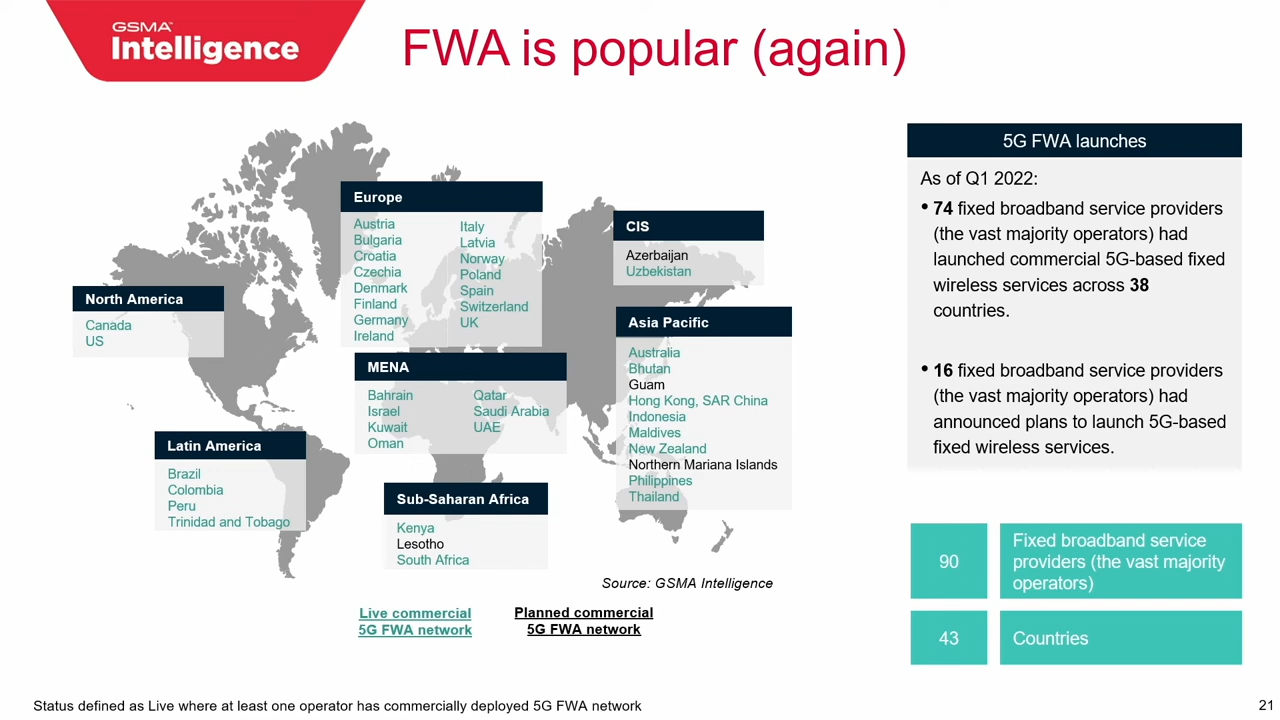 GSMA™
Intelligence
FWA is popular (again)
Europe
Austria
Bulgaria
Croatia
Czechia
Denmark
Finland
Germany
Ireland
Italy
Latvia
Norway
Poland
Spain
Switzerland
UK
CIS
Azerbaijan
Uzbekistan
North America
Canada
US
Asia Pacific
Australia
Bhutan
Guam
Hong Kong, SAR China
Indonesia
Maldives
New Zealand
Northern Mariana Islands
Philippines
Thailand
MENA
Bahrain
Israel
Kuwait
Oman
Qatar
Saudi Arabia
UAE
Latin America
Brazil
Colombia
Peru
Trinidad and Tobago
Sub-Saharan Africa
Kenya
Lesotho
South Africa
Source: GSMA Intelligence
Live commercial
5G FWA network
Planned commercial
5G FWA network
5G FWA launches
As of Q1 2022:
• 74 fixed broadband service providers
(the vast majority operators) had
launched commercial 5G-based fixed
wireless services across 38
countries.
• 16 fixed broadband service providers
(the vast majority operators) had
announced plans to launch 5G-based
fixed wireless services.
90
Fixed broadband service
providers (the vast majority
operators)
43
Countries
Status defined as Live where at least one operator has commercially deployed 5G FWA network
21